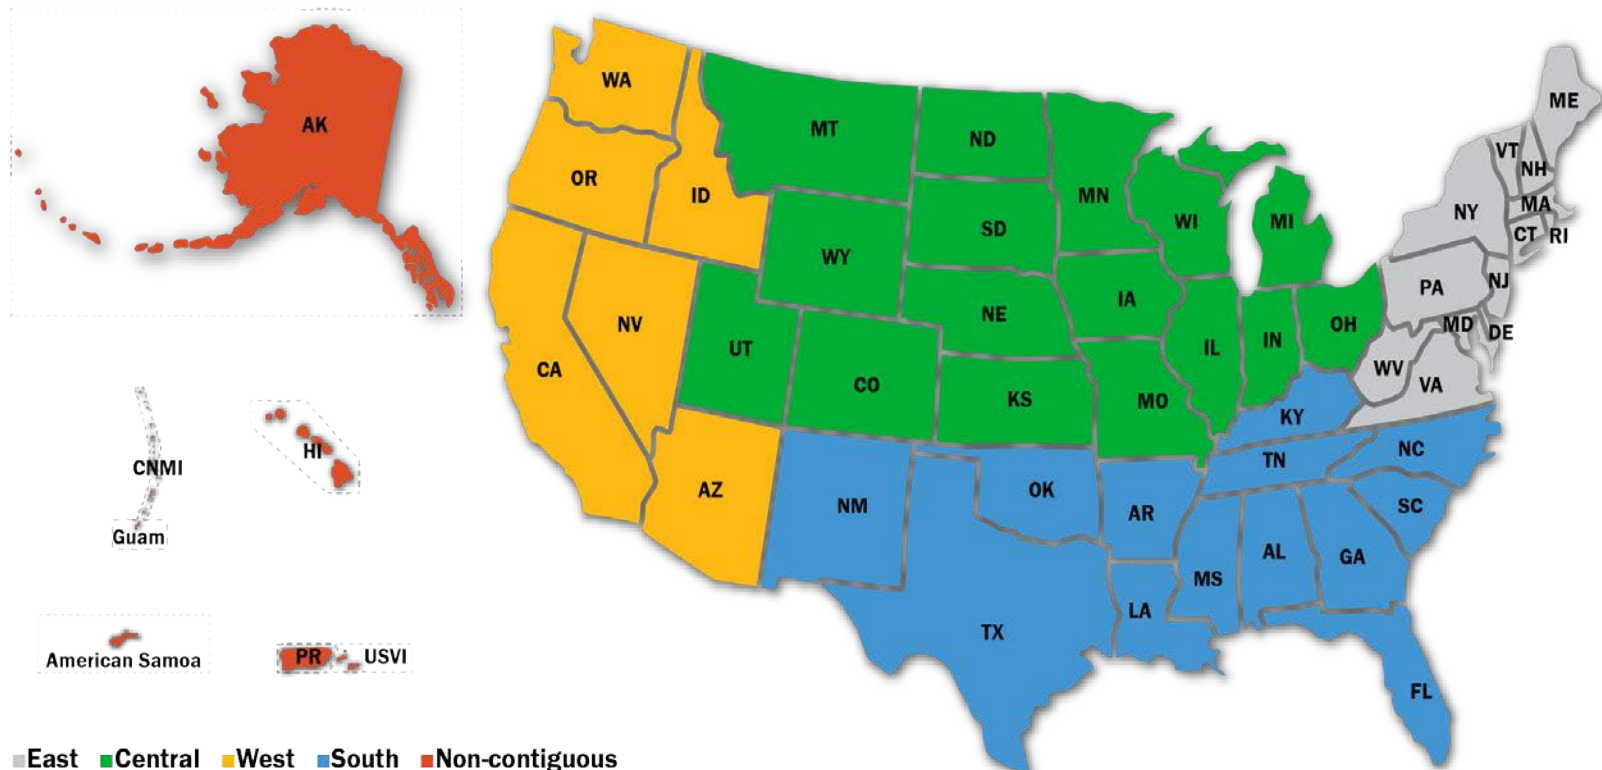 AK
WA
MT
ND
MN
OR
ID
SD
WI
MI
ME
VT
NH
NY
MA
CT
RI
WY
NE
IA
PA
NJ
NV
UT
CO
KS
MO
IL
IN
OH
MD
DE
WV
VA
CA
KY
AZ
NM
OK
AR
TN
NC
SC
MS
AL
GA
LA
TX
FL
CNMI
HI
Guam
American Samoa
PR
USVI
East Central West South Non-contiguous